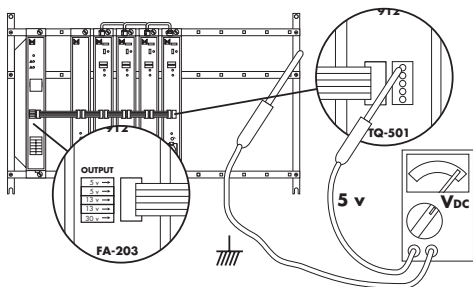 912
TQ-501
912
OUTPUT
5 v →
5 v →
13 v →
13 v →
30 v →
FA-203
5 v
VDC